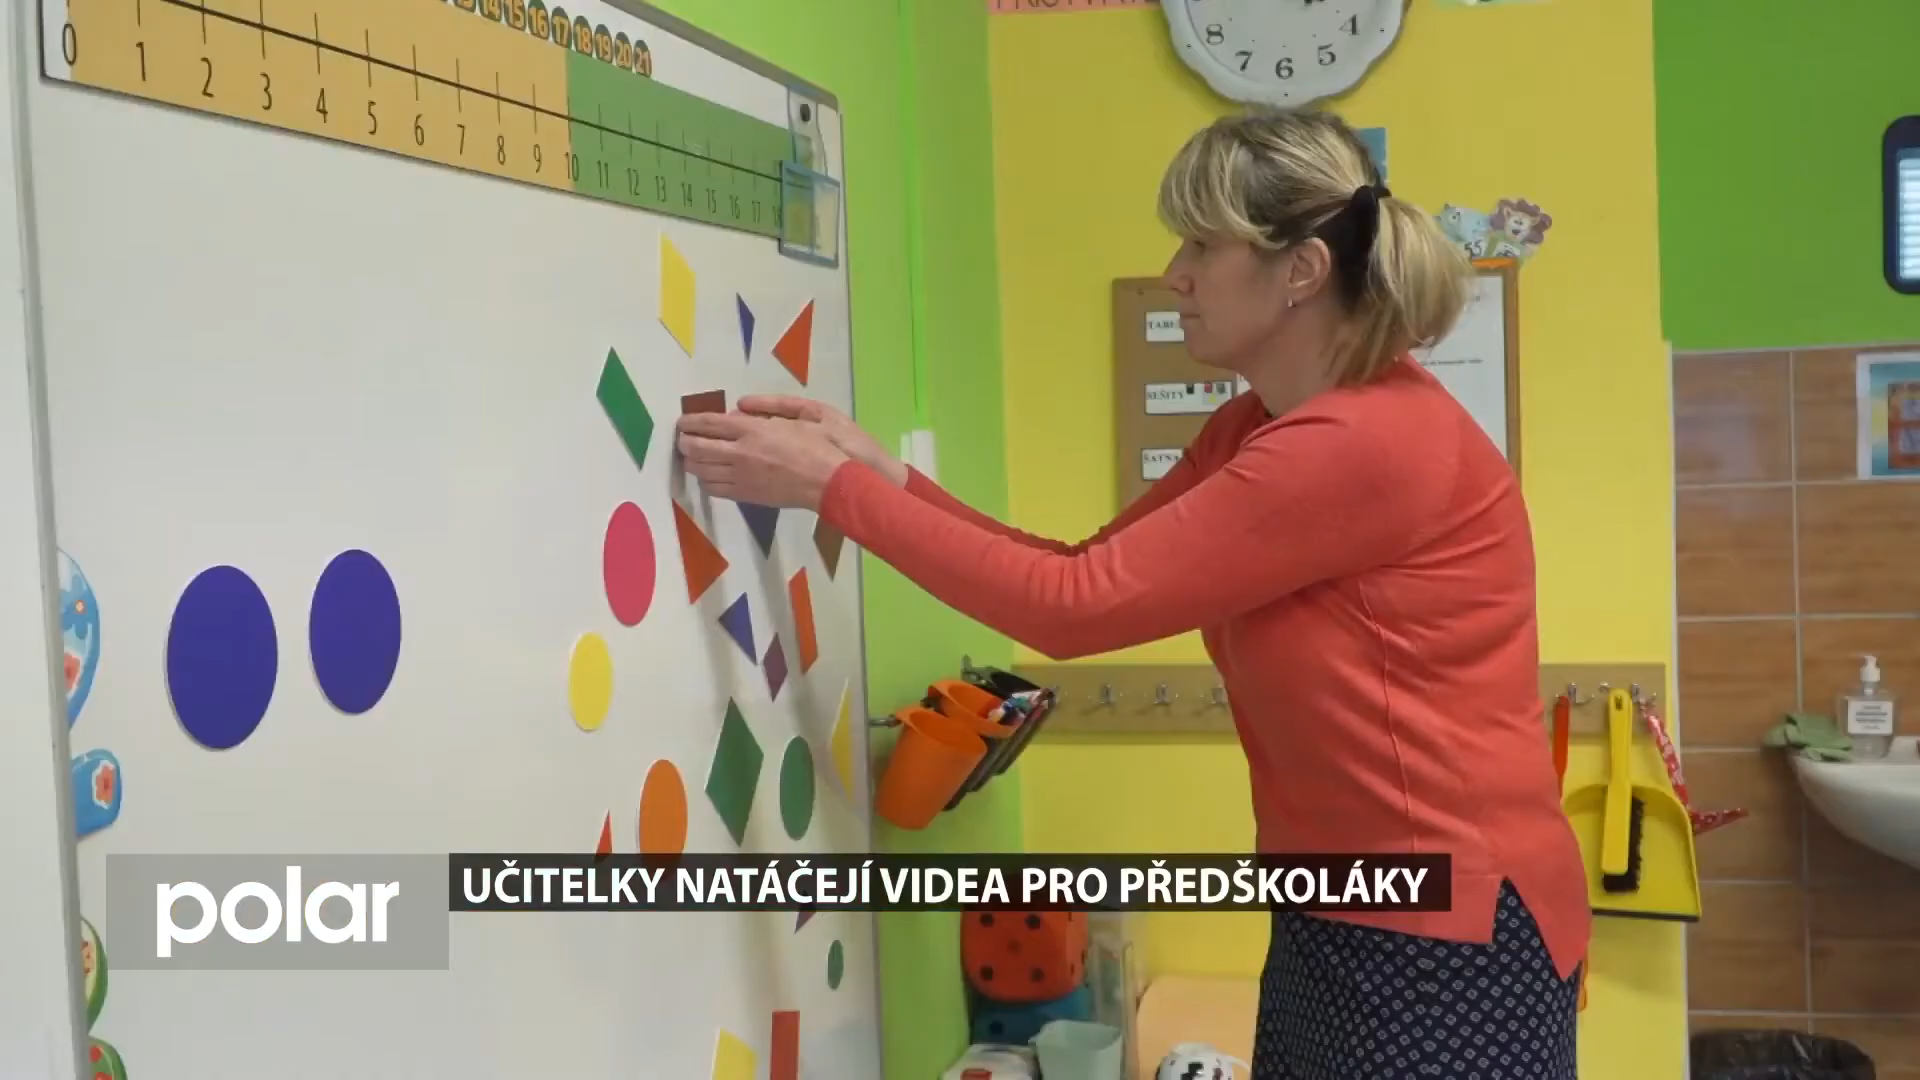 0 1 2 3 4 5 6 7 8 9 10 11 12 13 14 15 16 17
14 15 16 17 18 19 20 21
8 7 6 5 4
55
SEŠITY
ŠATNA
polar
UČITELKY NATÁČEJÍ VIDEA PRO PŘEDŠKOLÁKY